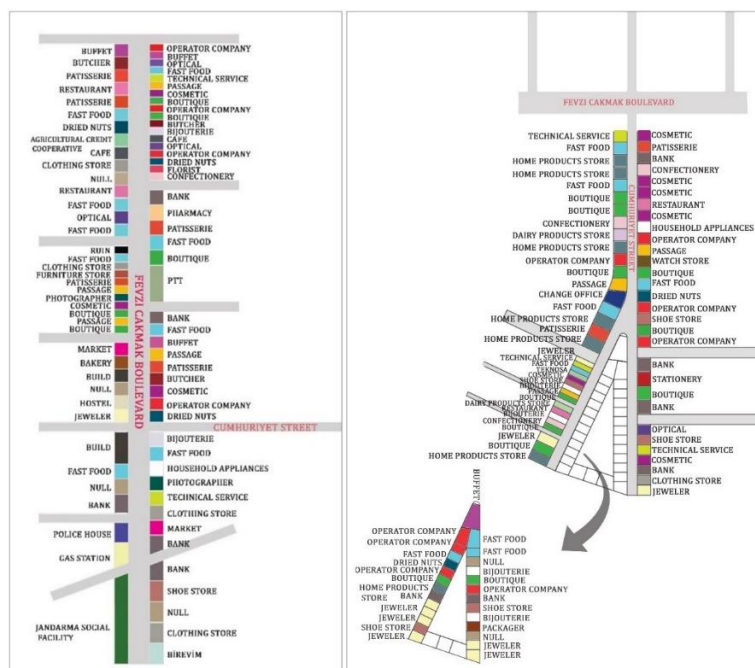 BUFFET
BUTCHER
PATISSERIE
RESTAURANT
PATISSERIE
FAST FOOD
DRIED NUTS
AGRICULTURAL CREDIT
COOPERATIVE
CAFE
CLOTHING STORE
NULL
RESTAURANT
FAST FOOD
OPTICAL
FAST FOOD
RUIN
FAST FOOD
CLOTHING STORE
FURNITURE STORE
PATISSERIE
PASSAGE
PHOTOGRAPHER
COSMETIC
BOUTIQUE
PASSAGE
BOUTIQUE
MARKET
BAKERY
BUILD
NULL
HOSTEL
JEWELER
BUILD
FAST FOOD
NULL
BANK
POLICE HOUSE
GAS STATION
JANDARMA SOCIAL
FACILITY
FEVZI CAKMAK BOULEVARD
OPERATOR COMPANY
BUFFET
OPTICAL
FAST FOOD
TECHNICAL SERVICE
PASSAGE
COSMETIC
BOUTIQUE
OPERATOR COMPANY
BOUTIQUE
BUTCHER
BIJOUTERIE
CAFE
OPTICAL
OPERATOR COMPANY
DRIED NUTS
FLORIST
CONFECTIONERY
BANK
PHARMACY
PATISSERIE
FAST FOOD
BOUTIQUE
PTT
BANK
FAST FOOD
BUFFET
PASSAGE
PATISSERIE
BUTCHER
COSMETIC
OPERATOR COMPANY
DRIED NUTS
CUMHURIYET STREET
BIJOUTERIE
FAST FOOD
HOUSEHOLD APPLIANCES
PHOTOGRAPHER
TECHNICAL SERVICE
CLOTHING STORE
MARKET
BANK
BANK
SHOE STORE
NULL
CLOTHING STORE
BİREVİM
FEVZI CAKMAK BOULEVARD
TECHNICAL SERVICE
FAST FOOD
HOME PRODUCTS STORE
HOME PRODUCTS STORE
FAST FOOD
BOUTIQUE
BOUTIQUE
CONFECTIONERY
DAIRY PRODUCTS STORE
HOME PRODUCTS STORE
OPERATOR COMPANY
BOUTIQUE
PASSAGE
CHANGE OFFICE
FAST FOOD
HOME PRODUCTS STORE
PATISSERIE
HOME PRODUCTS STORE
JEWELER
TECHNICAL SERVICE
FAST FOOD
TEKNOSA
COSMETIC
SHOE STORE
BIJOUTERIE
PASSAGE
BOUTIQUE
DAIRY PRODUCTS STORE
RESTAURANT
BIJOUTERIE
CONFECTIONERY
BOUTIQUE
JEWELER
BOUTIQUE
HOME PRODUCTS STORE
CUMHURIYET STREET
COSMETIC
PATISSERIE
BANK
CONFECTIONERY
COSMETIC
COSMETIC
RESTAURANT
COSMETIC
HOUSEHOLD APPLIANCES
OPERATOR COMPANY
PASSAGE
WATCH STORE
BOUTIQUE
FAST FOOD
DRIED NUTS
SHOE STORE
BOUTIQUE
OPERATOR COMPANY
BANK
STATIONERY
BOUTIQUE
BANK
OPTICAL
SHOE STORE
TECHNICAL SERVICE
COSMETIC
BANK
CLOTHING STORE
JEWELER
BUFFET
OPERATOR COMPANY
OPERATOR COMPANY
FAST FOOD
DRIED NUTS
OPERATOR COMPANY
BOUTIQUE
HOME PRODUCTS
STORE
BANK
JEWELER
JEWELER
SHOE STORE
JEWELER
FAST FOOD
FAST FOOD
NULL
BIJOUTERIE
BOUTIQUE
OPERATOR COMPANY
BANK
SHOE STORE
BIJOUTERIE
PACKAGER
NULL
JEWELER
JEWELER